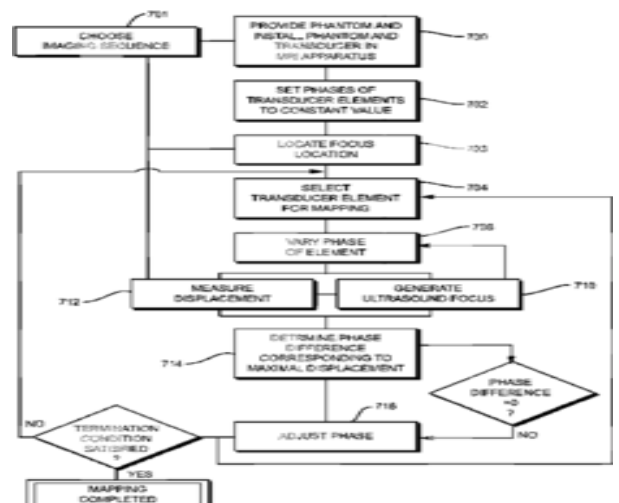 701
CHOOSE
IMAGING SEQUENCE
PROVIDE PHANTOM AND
INSTALL PHANTOM AND
TRANSDUCER IN
MRI APPARATUS
700
SET PHASES OF
TRANSDUCER ELEMENTS
TO CONSTANT VALUE
702
LOCATE FOCUS
LOCATION
703
SELECT
TRANSDUCER ELEMENT
FOR MAPPING
704
VARY PHASE
OF ELEMENT
708
MEASURE
DISPLACEMENT
712
GENERATE
ULTRASOUND FOCUS
710
DETRMINE PHASE
DIFFERENCE
CORRESPONDING TO
MAXIMAL DISPLACEMENT
714
PHASE
DIFFERENCE
=0
?
NO
ADJUST PHASE
716
TERMINATION
CONDITION
SATISFIED
?
NO
YES
MAPPING
COMPLETED